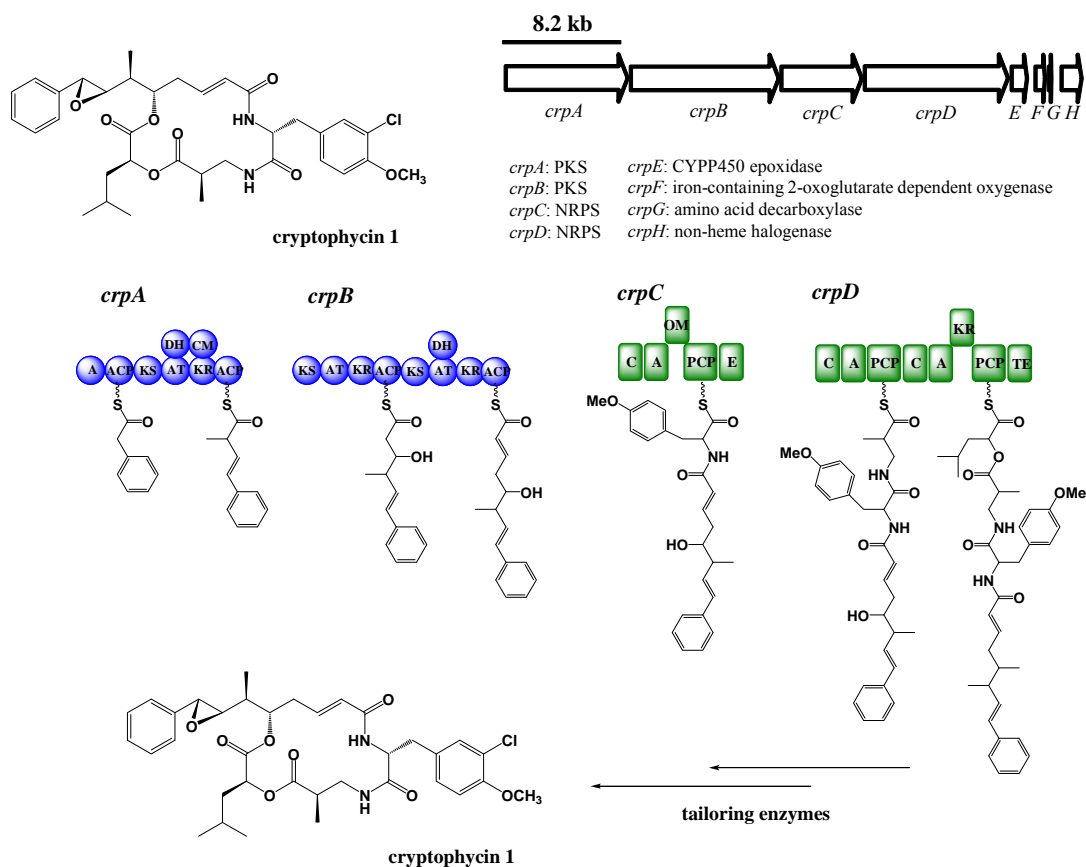 8.2 kb
crpA
crpB
crpC
crpD
E
F
G
H
O
O
O
O
O
O
HN
N
H
O
Cl
OCH3
cryptophycin 1
crpA: PKS
crpB: PKS
crpC: NRPS
crpD: NRPS
crpE: CYPP450 epoxidase
crpF: iron-containing 2-oxoglutarate dependent oxygenase
crpG: amino acid decarboxylase
crpH: non-heme halogenase
crpA
crpB
crpC
crpD
DH CM
A ACP KS AT KR ACP
DH
KS AT KR ACP KS AT KR ACP
OM
C A PCP E
KR
C A PCP C A PCP TE
S
O
S
O
S
O
OH
S
O
OH
MeO
S
O
NH
O
HO
S
O
NH
MeO
O
NH
O
HO
S
O
O
O
NH
OMe
O
NH
O
O
O
O
O
O
O
HN
N
H
O
Cl
OCH3
tailoring enzymes
cryptophycin 1